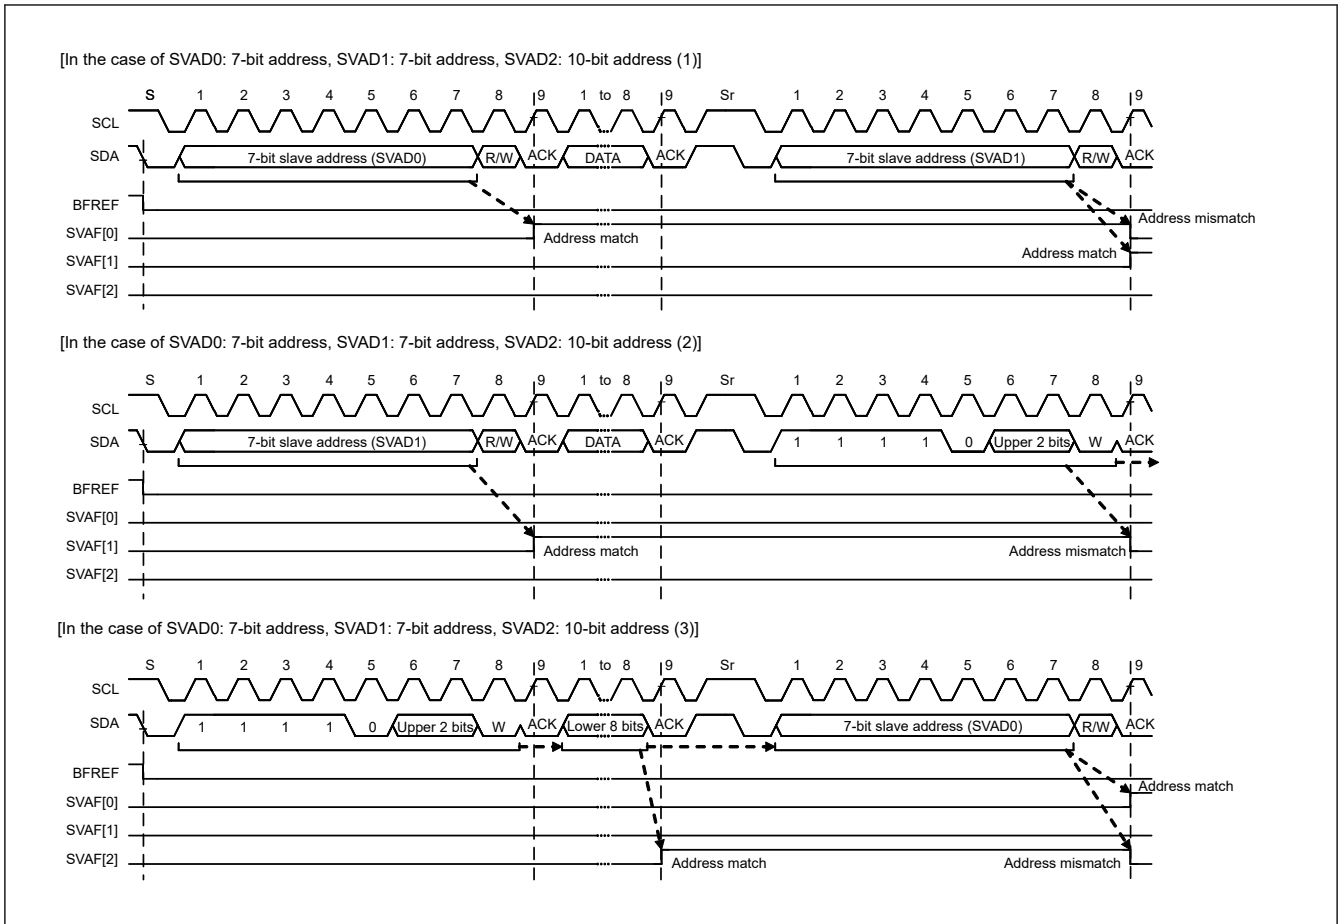 [In the case of SVAD0: 7-bit address, SVAD1: 7-bit address, SVAD2: 10-bit address (1)]
S 1 2 3 4 5 6 7 8 9 1 to 8 9 Sr 1 2 3 4 5 6 7 8 9
SCL
SDA 7-bit slave address (SVAD0) R/W ACK DATA ACK 7-bit slave address (SVAD1) R/W ACK
BFREF
Address mismatch
SVAF[0] Address match
SVAF[1] Address match
SVAF[2]
[In the case of SVAD0: 7-bit address, SVAD1: 7-bit address, SVAD2: 10-bit address (2)]
S 1 2 3 4 5 6 7 8 9 1 to 8 9 Sr 1 2 3 4 5 6 7 8 9
SCL
SDA 7-bit slave address (SVAD1) R/W ACK DATA ACK 1 1 1 1 0 Upper 2 bits W ACK
BFREF
SVAF[0]
SVAF[1] Address match Address mismatch
SVAF[2]
[In the case of SVAD0: 7-bit address, SVAD1: 7-bit address, SVAD2: 10-bit address (3)]
S 1 2 3 4 5 6 7 8 9 1 to 8 9 Sr 1 2 3 4 5 6 7 8 9
SCL
SDA 1 1 1 1 0 Upper 2 bits W ACK Lower 8 bits ACK 7-bit slave address (SVAD0) R/W ACK
BFREF
Address match
SVAF[0]
SVAF[1]
SVAF[2] Address match Address mismatch